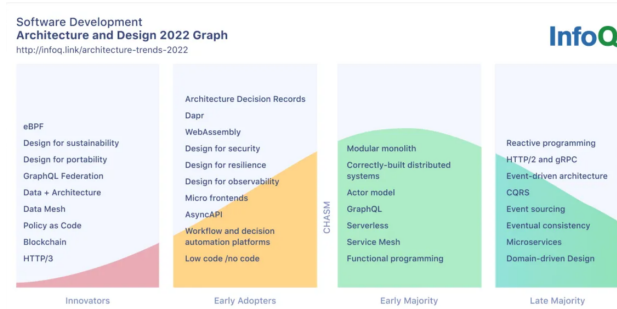 Software Development
Architecture and Design 2022 Graph
http://infoq.link/architecture-trends-2022
InfoQ
eBPF
Design for sustainability
Design for portability
GraphQL Federation
Data + Architecture
Data Mesh
Policy as Code
Blockchain
HTTP/3
Innovators
Architecture Decision Records
Dapr
WebAssembly
Design for security
Design for resilience
Design for observability
Micro frontends
AsyncAPI
Workflow and decision
automation platforms
Low code /no code
Early Adopters
CHASM
Modular monolith
Correctly-built distributed
systems
Actor model
GraphQL
Serverless
Service Mesh
Functional programming
Early Majority
Reactive programming
HTTP/2 and gRPC
Event-driven architecture
CQRS
Event sourcing
Eventual consistency
Microservices
Domain-driven Design
Late Majority